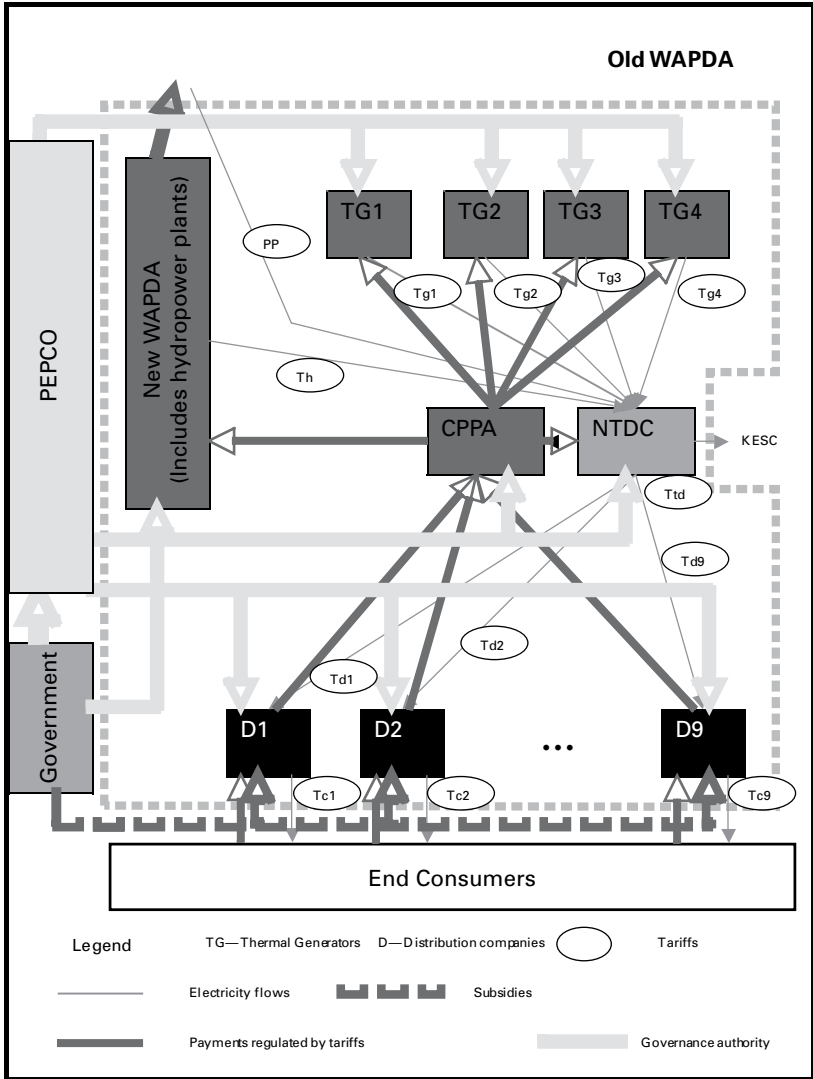 Old WAPDA
TG1
TG2
TG3
TG4
PP
Tg1
Tg2
Tg3
Tg4
PEPCO
New WAPDA
(Includes hydropower plants)
Th
CPPA
NTDC
KESC
Ttd
Td9
Td2
Td1
Government
D1
D2
...
D9
Tc1
Tc2
Tc9
End Consumers
Legend
TG—Thermal Generators
D—Distribution companies
Tariffs
Electricity flows
Subsidies
Payments regulated by tariffs
Governance authority